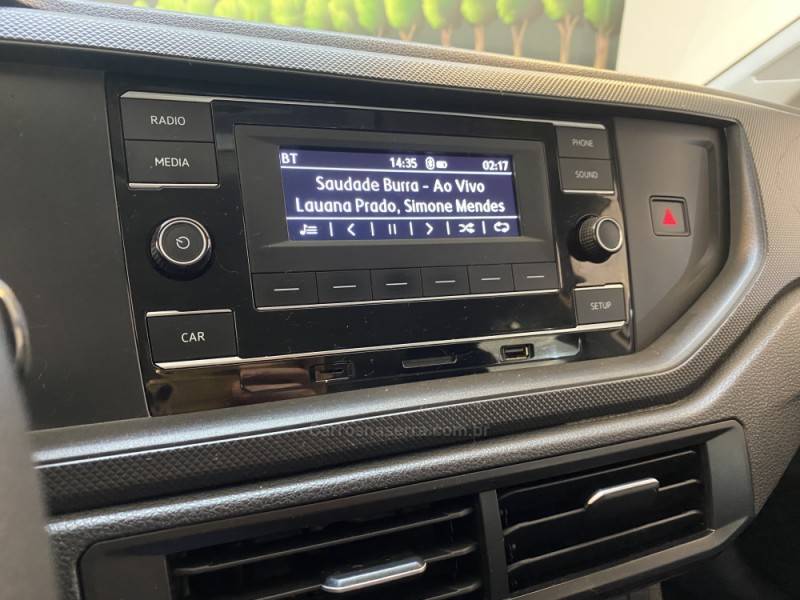 RADIO
MEDIA
CAR
BT 14:35 02:17
Saudade Burra - Ao Vivo
Lauana Prado, Simone Mendes
PHONE
SOUND
SETUP
carrosnaserra.com.br